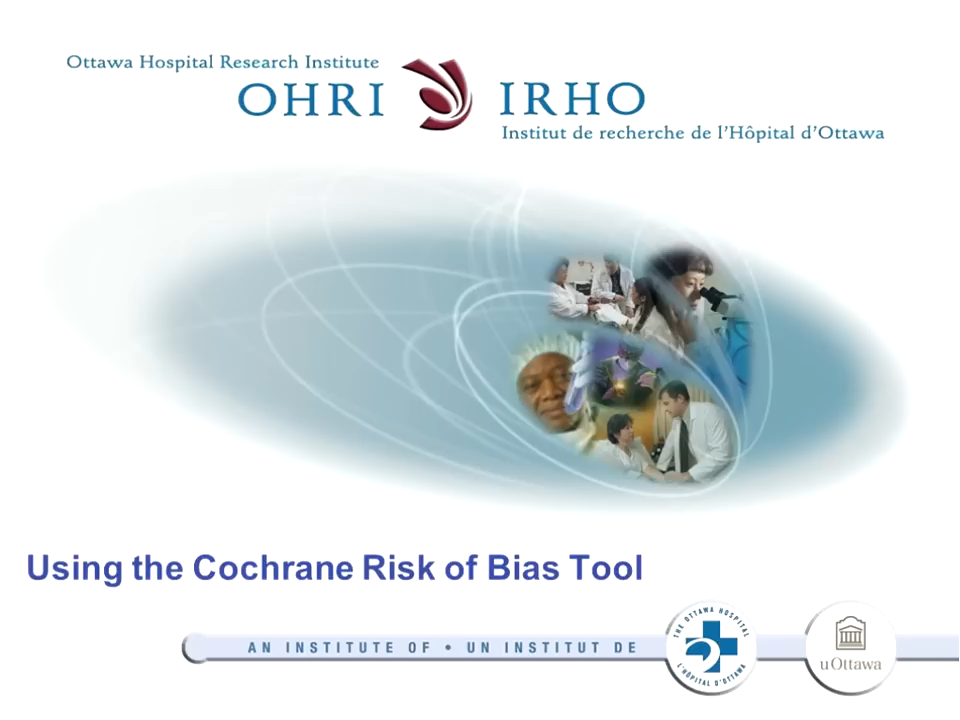 Ottawa Hospital Research Institute
OHRI IRHO
Institut de recherche de l'Hôpital d'Ottawa
Using the Cochrane Risk of Bias Tool
AN INSTITUTE OF • UN INSTITUT DE
THE OTTAWA HOSPITAL
L'HÔPITAL D'OTTAWA
uOttawa